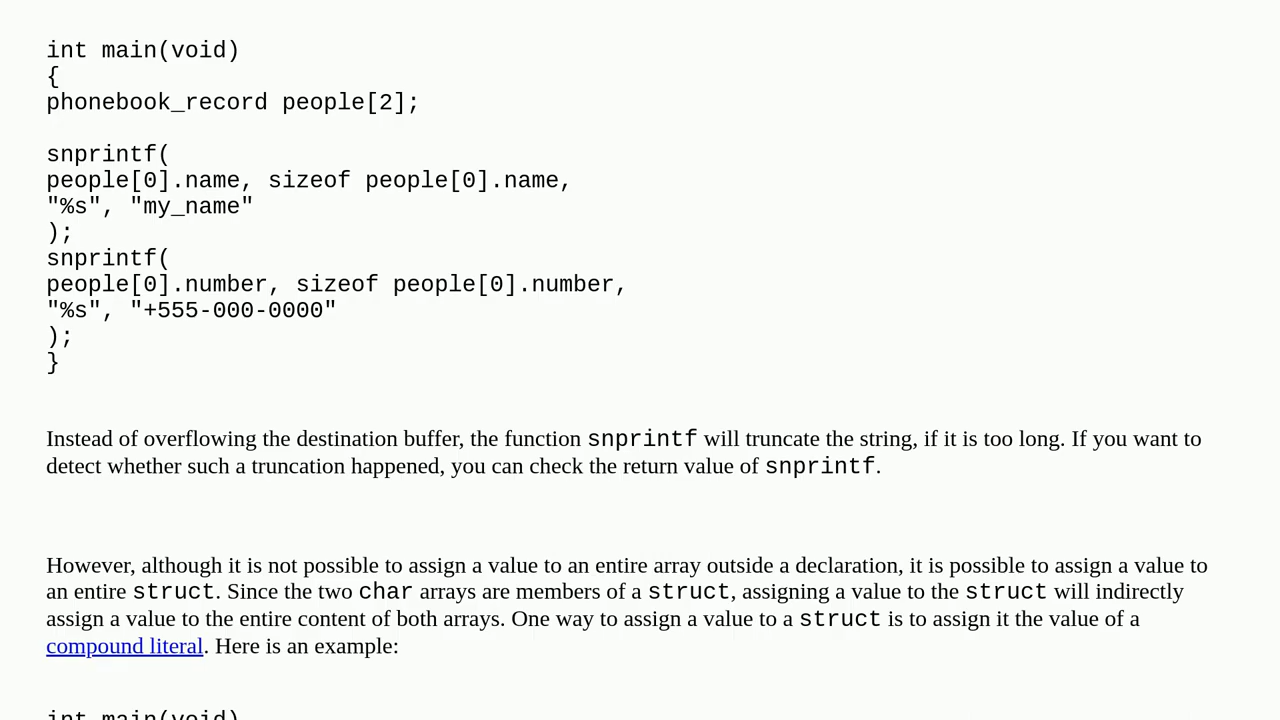 int main(void)
{
phonebook_record people[2];
snprintf(
people[0].name, sizeof people[0].name,
"%s", "my_name"
);
snprintf(
people[0].number, sizeof people[0].number,
"%s", "+555-000-0000"
);
}
Instead of overflowing the destination buffer, the function snprintf will truncate the string, if it is too long. If you want to
detect whether such a truncation happened, you can check the return value of snprintf.
However, although it is not possible to assign a value to an entire array outside a declaration, it is possible to assign a value to
an entire struct. Since the two char arrays are members of a struct, assigning a value to the struct will indirectly
assign a value to the entire content of both arrays. One way to assign a value to a struct is to assign it the value of a
compound literal. Here is an example:
int main(void)